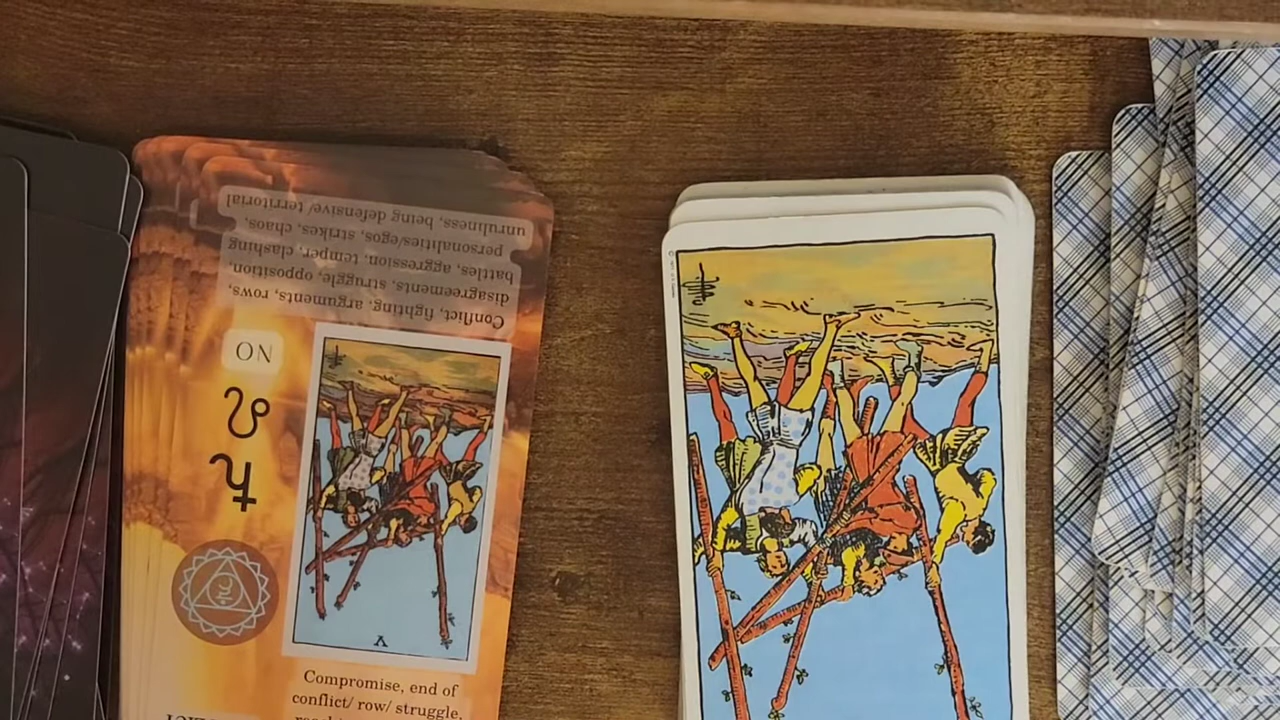 Conflict, fighting, arguments, rows,
disagreements, struggle, opposition,
battles, aggression, temper, clashing
personalities/egos, strikes, chaos,
unruliness, being defensive/ territorial
NO
V
Compromise, end of
conflict/ row/ struggle,